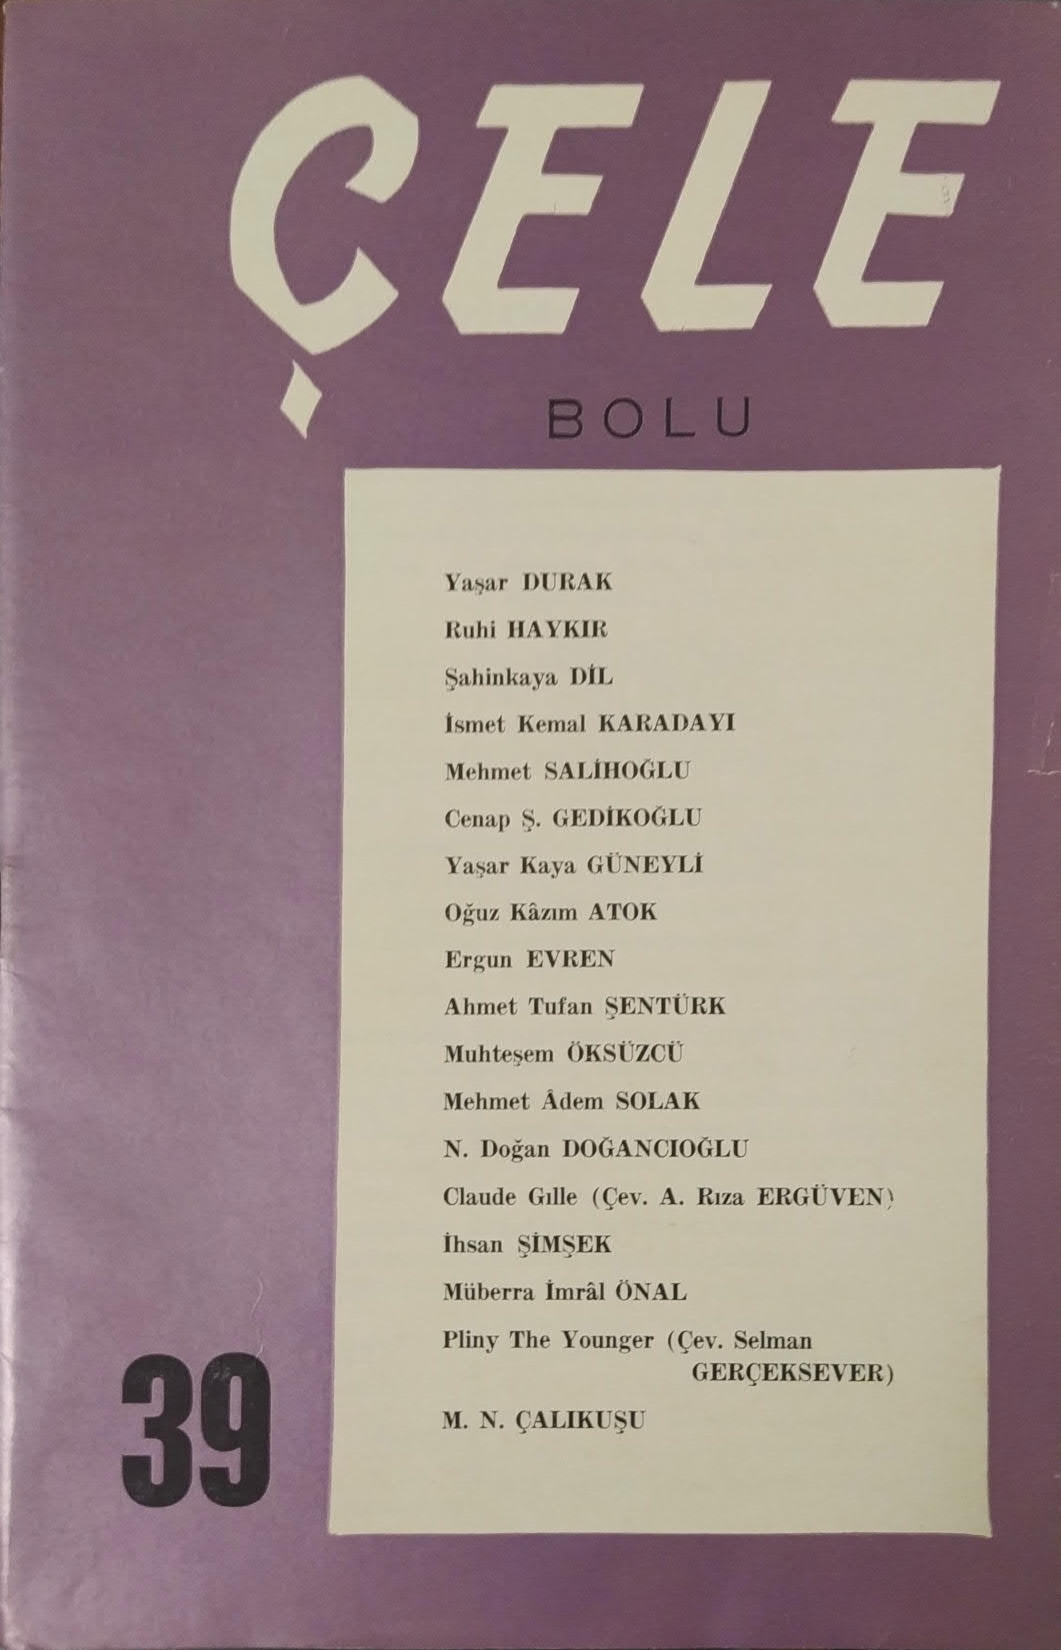 ÇELE
BOLU
Yaşar DURAK
Ruhi HAYKIR
Şahinkaya DİL
İsmet Kemal KARADAYI
Mehmet SALİHOĞLU
Cenap Ş. GEDİKOĞLU
Yaşar Kaya GÜNEYLİ
Oğuz Kâzım ATOK
Ergun EVREN
Ahmet Tufan ŞENTÜRK
Muhteşem ÖKSÜZCÜ
Mehmet Âdem SOLAK
N. Doğan DOĞANCIOĞLU
Claude Gılle (Çev. A. Rıza ERGÜVEN)
İhsan ŞİMŞEK
Müberra İmrâl ÖNAL
Pliny The Younger (Çev. Selman
GERÇEKSEVER)
M. N. ÇALIKUŞU
39